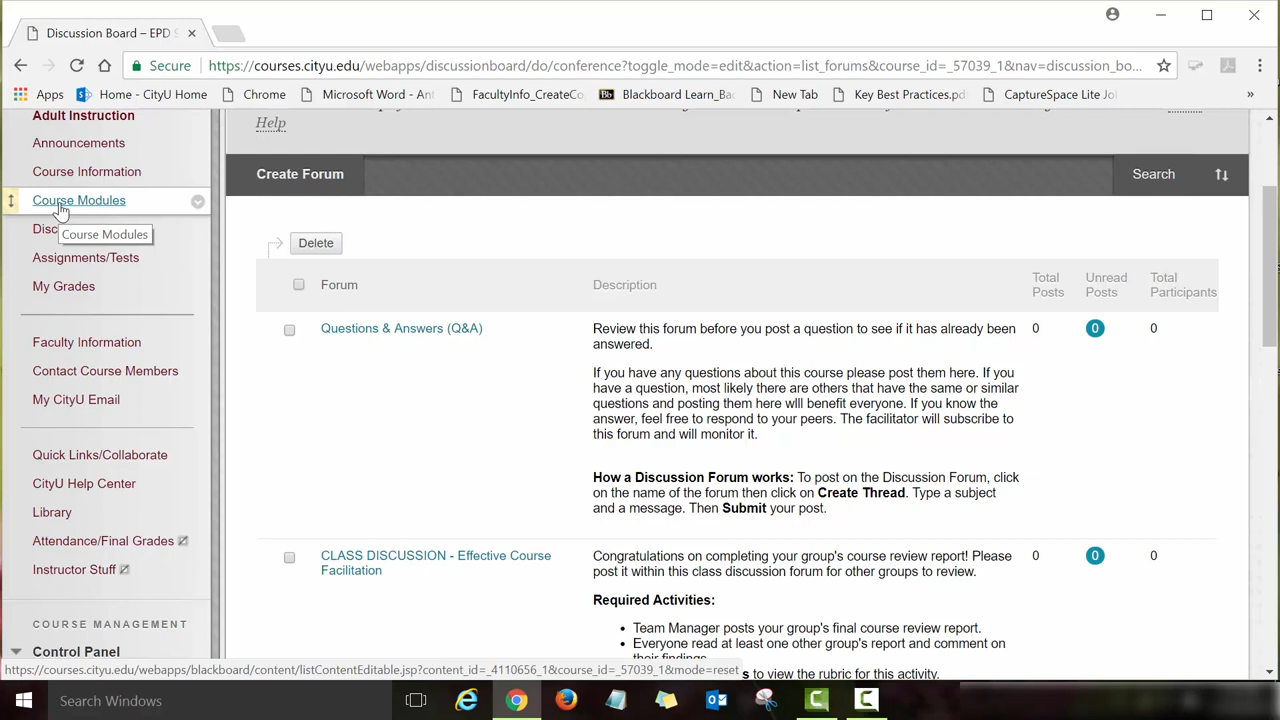 Discussion Board – EPD S
Secure
https://courses.cityu.edu/webapps/discussionboard/do/conference?toggle_mode=edit&action=list_forums&course_id=_57039_1&nav=discussion_bo...
Apps
Home - CityU Home
Chrome
Microsoft Word - Ant
FacultyInfo_CreateCo
Bb
Blackboard Learn_Ba
New Tab
Key Best Practices.pdf
CaptureSpace Lite Jo
»
Adult Instruction
Announcements
Course Information
Course Modules
Disc
Course Modules
Assignments/Tests
My Grades
Faculty Information
Contact Course Members
My CityU Email
Quick Links/Collaborate
CityU Help Center
Library
Attendance/Final Grades
Instructor Stuff
COURSE MANAGEMENT
Control Panel
Help
Create Forum
Search
Delete
Forum
Description
Total
Posts
Unread
Posts
Total
Participants
Questions & Answers (Q&A)
Review this forum before you post a question to see if it has already been
answered.
If you have any questions about this course please post them here. If you
have a question, most likely there are others that have the same or similar
questions and posting them here will benefit everyone. If you know the
answer, feel free to respond to your peers. The facilitator will subscribe to
this forum and will monitor it.
How a Discussion Forum works: To post on the Discussion Forum, click
on the name of the forum then click on Create Thread. Type a subject
and a message. Then Submit your post.
0
0
0
CLASS DISCUSSION - Effective Course
Facilitation
Congratulations on completing your group's course review report! Please
post it within this class discussion forum for other groups to review.
Required Activities:
• Team Manager posts your group's final course review report.
• Everyone read at least one other group's report and comment on
their findings.
to view the rubric for this activity.
0
0
0
https://courses.cityu.edu/webapps/blackboard/content/listContentEditable.jsp?content_id=_4110656_1&course_id=_57039_1&mode=reset
Search Windows